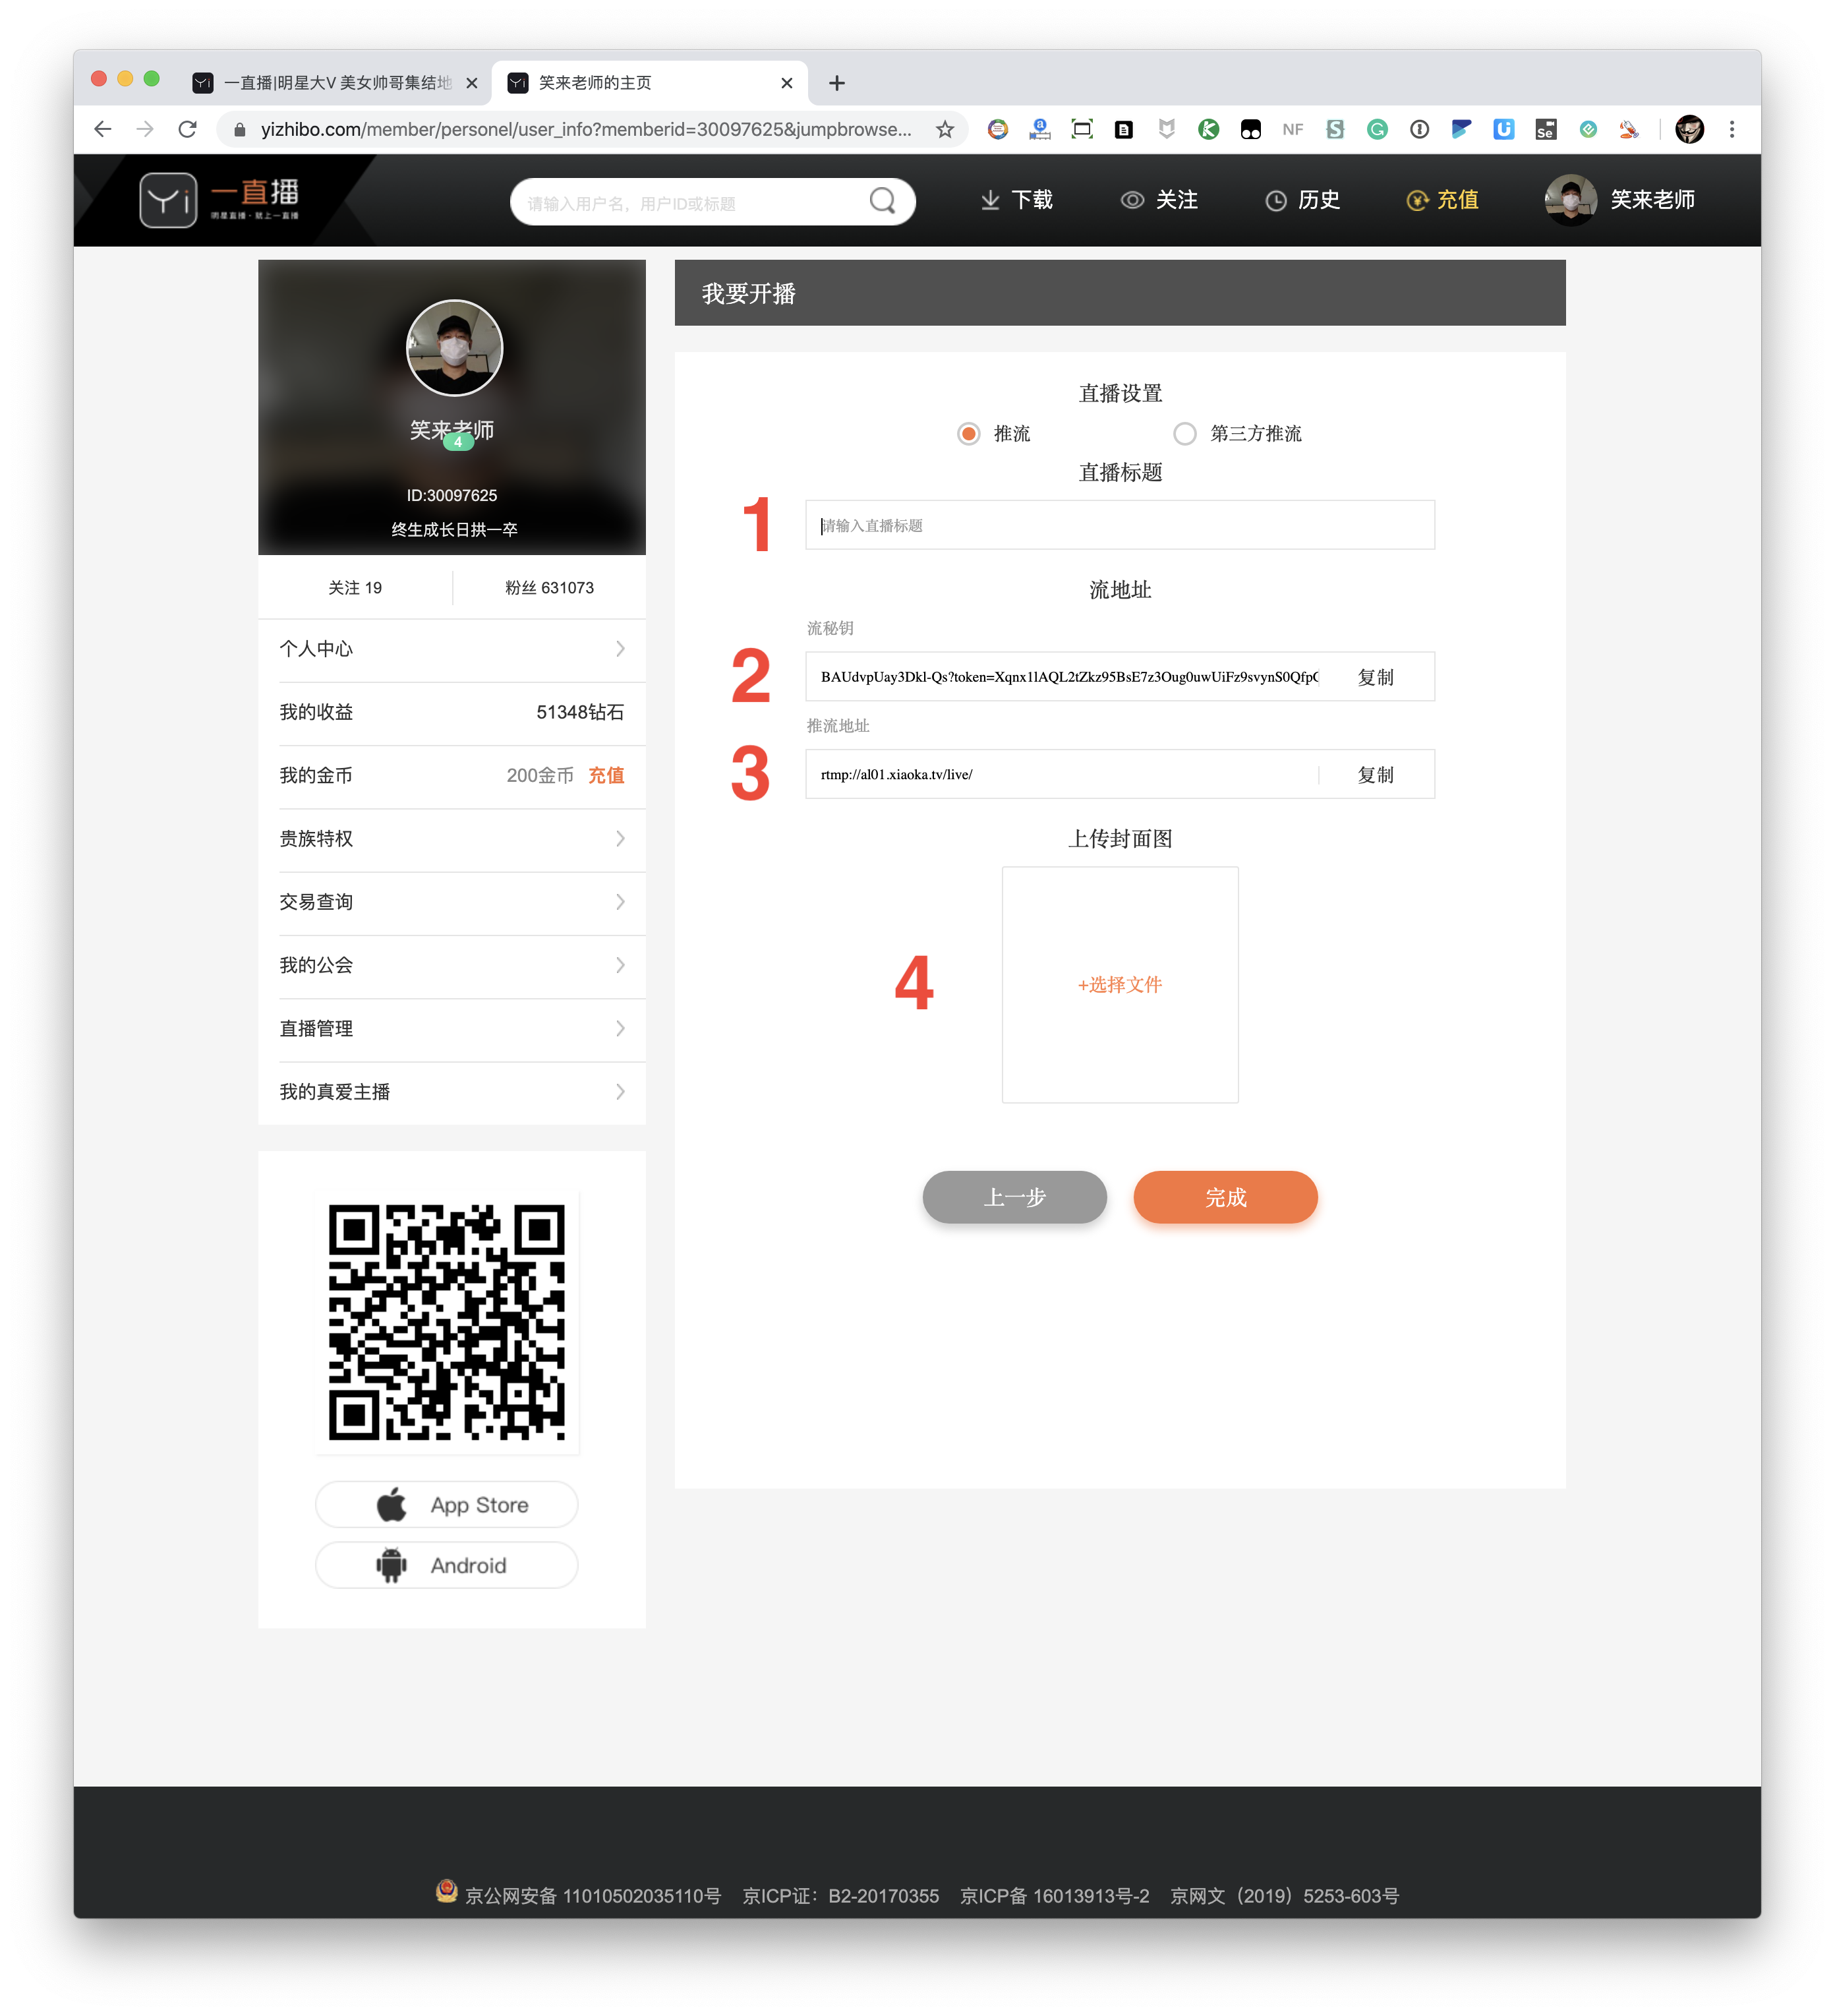 一直播|明星大V 美女帅哥集结地
笑来老师的主页
yizhibo.com/member/personel/user_info?memberid=30097625&jumpbrowse...
NF
Se
Yi 一直播
明星直播·就上一直播
请输入用户名，用户ID或标题
下载
关注
历史
充值
笑来老师
笑来老师
4
ID:30097625
终生成长日拱一卒
关注 19
粉丝 631073
个人中心
我的收益 51348钻石
我的金币 200金币 充值
贵族特权
交易查询
我的公会
直播管理
我的真爱主播
App Store
Android
我要开播
直播设置
推流
第三方推流
直播标题
1
请输入直播标题
流地址
流秘钥
2
BAUdvpUay3Dkl-Qs?token=Xqnx1lAQL2tZkz95BsE7z3Oug0uwUiFz9svynS0Qfp
复制
推流地址
3
rtmp://al01.xiaoka.tv/live/
复制
上传封面图
4
+选择文件
上一步
完成
京公网安备 11010502035110号 京ICP证：B2-20170355 京ICP备 16013913号-2 京网文（2019）5253-603号